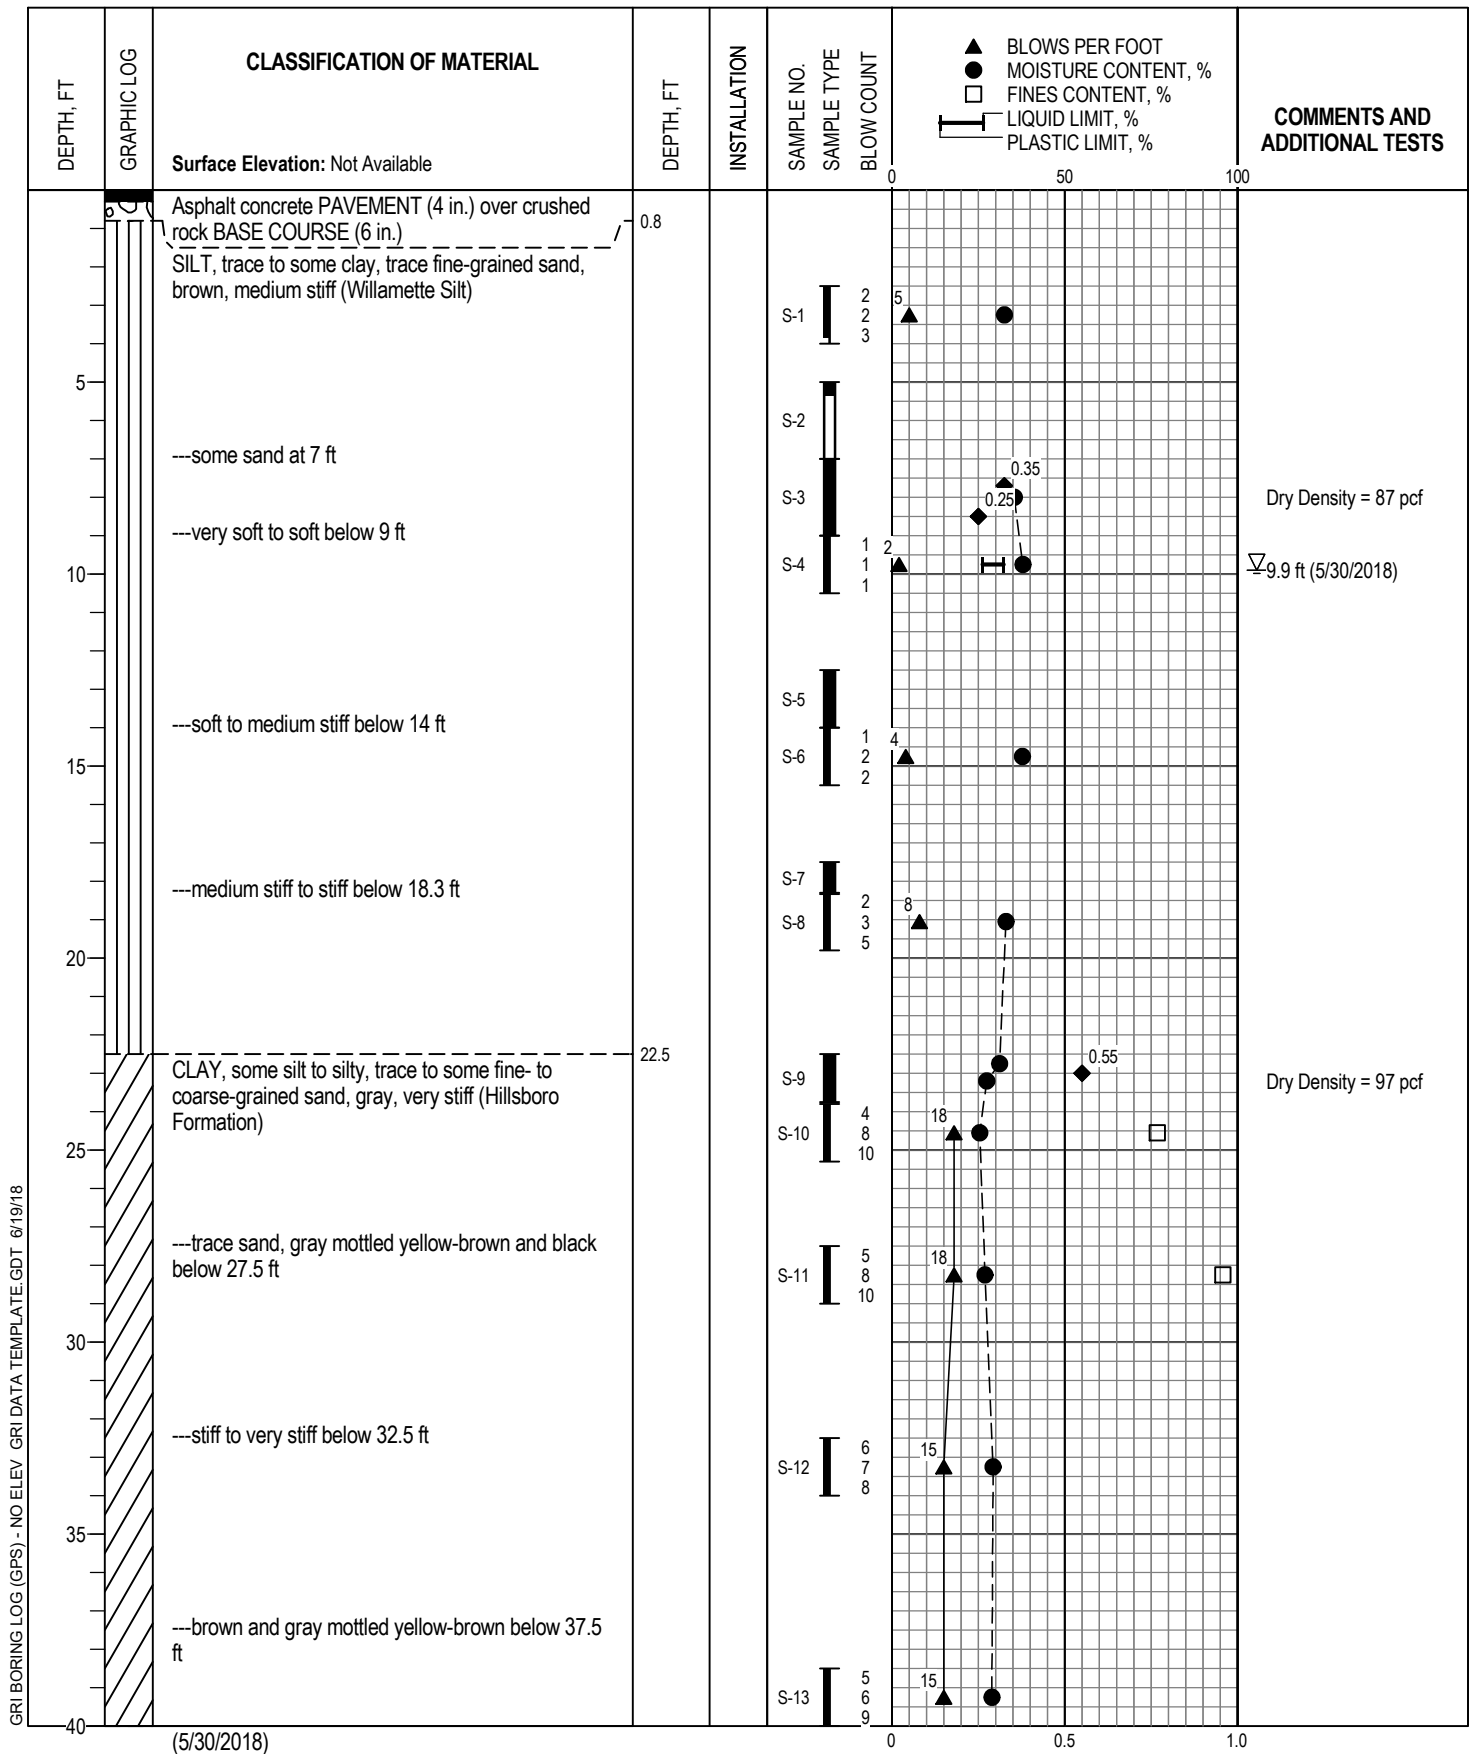 DEPTH, FT
GRAPHIC LOG
CLASSIFICATION OF MATERIAL
Surface Elevation: Not Available
DEPTH, FT
INSTALLATION
SAMPLE NO.
SAMPLE TYPE
BLOW COUNT
BLOWS PER FOOT
MOISTURE CONTENT, %
FINES CONTENT, %
LIQUID LIMIT, %
PLASTIC LIMIT, %
COMMENTS AND
ADDITIONAL TESTS
0 50 100
Asphalt concrete PAVEMENT (4 in.) over crushed
rock BASE COURSE (6 in.)
0.8
SILT, trace to some clay, trace fine-grained sand,
brown, medium stiff (Willamette Silt)
S-1
2
2
3
5
5
S-2
---some sand at 7 ft
S-3
0.35
0.25
Dry Density = 87 pcf
---very soft to soft below 9 ft
S-4
1
1
1
2
10
9.9 ft (5/30/2018)
S-5
---soft to medium stiff below 14 ft
S-6
1
2
2
4
15
S-7
---medium stiff to stiff below 18.3 ft
S-8
2
3
5
8
20
22.5
CLAY, some silt to silty, trace to some fine- to
coarse-grained sand, gray, very stiff (Hillsboro
Formation)
S-9
0.55
Dry Density = 97 pcf
S-10
4
8
10
18
25
---trace sand, gray mottled yellow-brown and black
below 27.5 ft
S-11
5
8
10
18
30
---stiff to very stiff below 32.5 ft
S-12
6
7
8
15
35
---brown and gray mottled yellow-brown below 37.5
ft
S-13
5
6
9
15
40
(5/30/2018)
0 0.5 1.0
GRI BORING LOG (GPS) - NO ELEV GRI DATA TEMPLATE.GDT 6/19/18